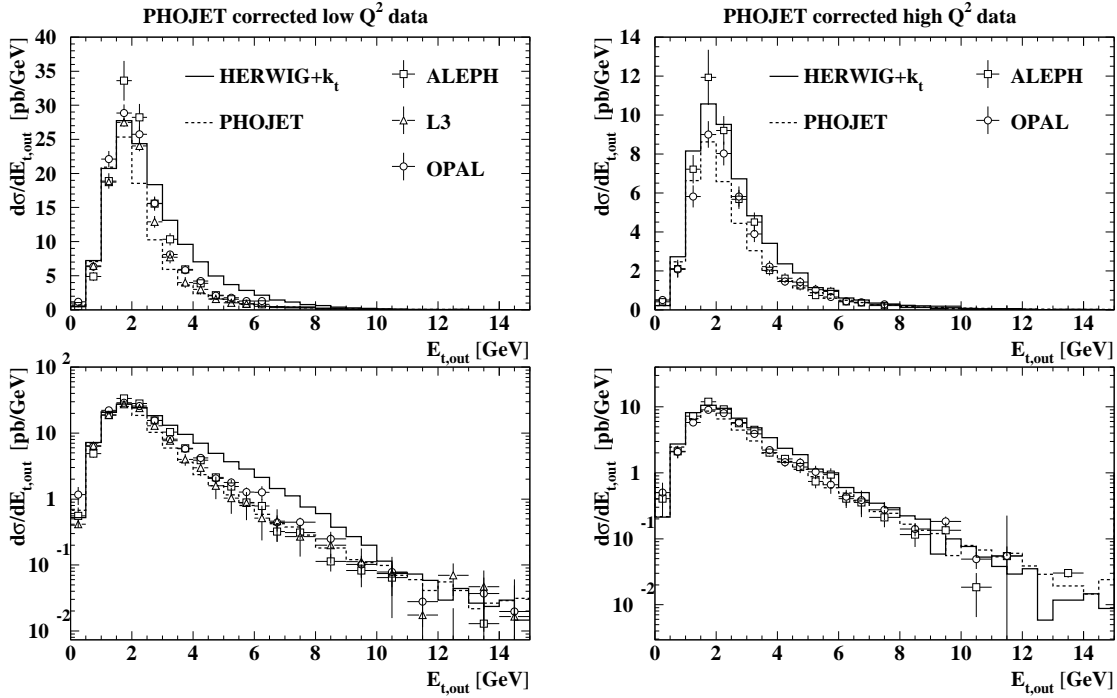 PHOJET corrected low Q² data
dσ/dE_t,out [pb/GeV]
40
35
30
25
20
15
10
5
0
HERWIG+k_t
PHOJET
ALEPH
L3
OPAL
0 2 4 6 8 10 12 14
E_t,out [GeV]
PHOJET corrected high Q² data
dσ/dE_t,out [pb/GeV]
14
12
10
8
6
4
2
0
HERWIG+k_t
PHOJET
ALEPH
OPAL
0 2 4 6 8 10 12 14
E_t,out [GeV]
dσ/dE_t,out [pb/GeV]
10²
10
1
10⁻¹
10⁻²
0 2 4 6 8 10 12 14
E_t,out [GeV]
dσ/dE_t,out [pb/GeV]
10
1
10⁻¹
10⁻²
0 2 4 6 8 10 12 14
E_t,out [GeV]